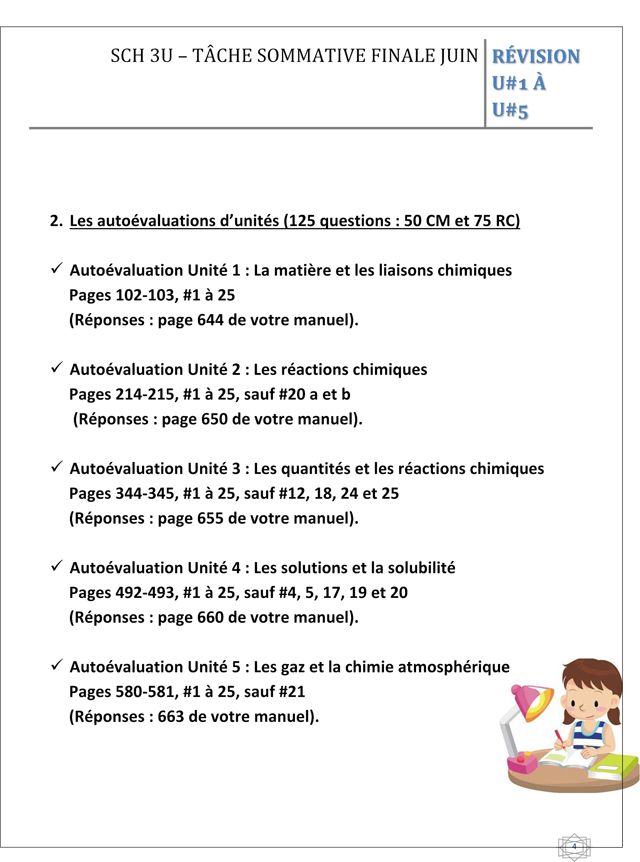 SCH 3U – TÂCHE SOMMATIVE FINALE JUIN
RÉVISION
U#1 À
U#5
2. Les autoévaluations d'unités (125 questions : 50 CM et 75 RC)
✓ Autoévaluation Unité 1 : La matière et les liaisons chimiques
Pages 102-103, #1 à 25
(Réponses : page 644 de votre manuel).
✓ Autoévaluation Unité 2 : Les réactions chimiques
Pages 214-215, #1 à 25, sauf #20 a et b
(Réponses : page 650 de votre manuel).
✓ Autoévaluation Unité 3 : Les quantités et les réactions chimiques
Pages 344-345, #1 à 25, sauf #12, 18, 24 et 25
(Réponses : page 655 de votre manuel).
✓ Autoévaluation Unité 4 : Les solutions et la solubilité
Pages 492-493, #1 à 25, sauf #4, 5, 17, 19 et 20
(Réponses : page 660 de votre manuel).
✓ Autoévaluation Unité 5 : Les gaz et la chimie atmosphérique
Pages 580-581, #1 à 25, sauf #21
(Réponses : 663 de votre manuel).
4